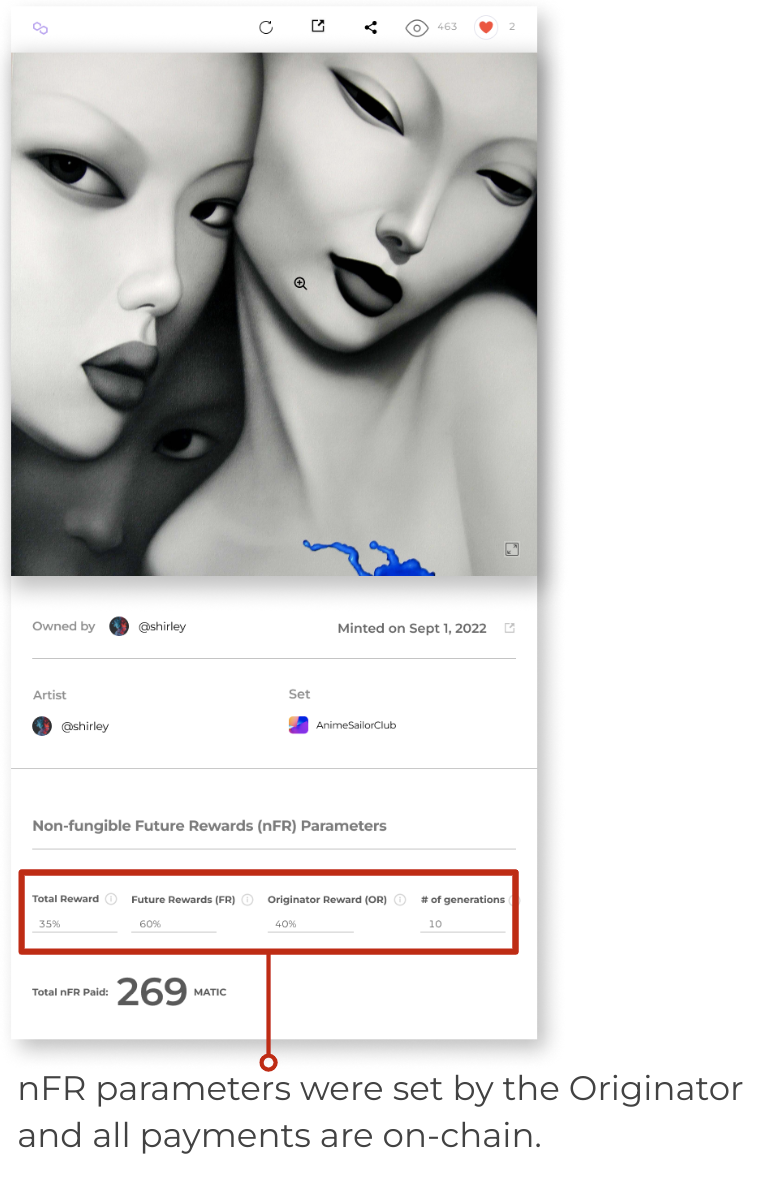 463
2
Owned by @shirley Minted on Sept 1, 2022
Artist Set
@shirley AnimeSailorClub
Non-fungible Future Rewards (nFR) Parameters
Total Reward Future Rewards (FR) Originator Reward (OR) # of generations
35% 60% 40% 10
Total nFR Paid: 269 MATIC
nFR parameters were set by the Originator
and all payments are on-chain.